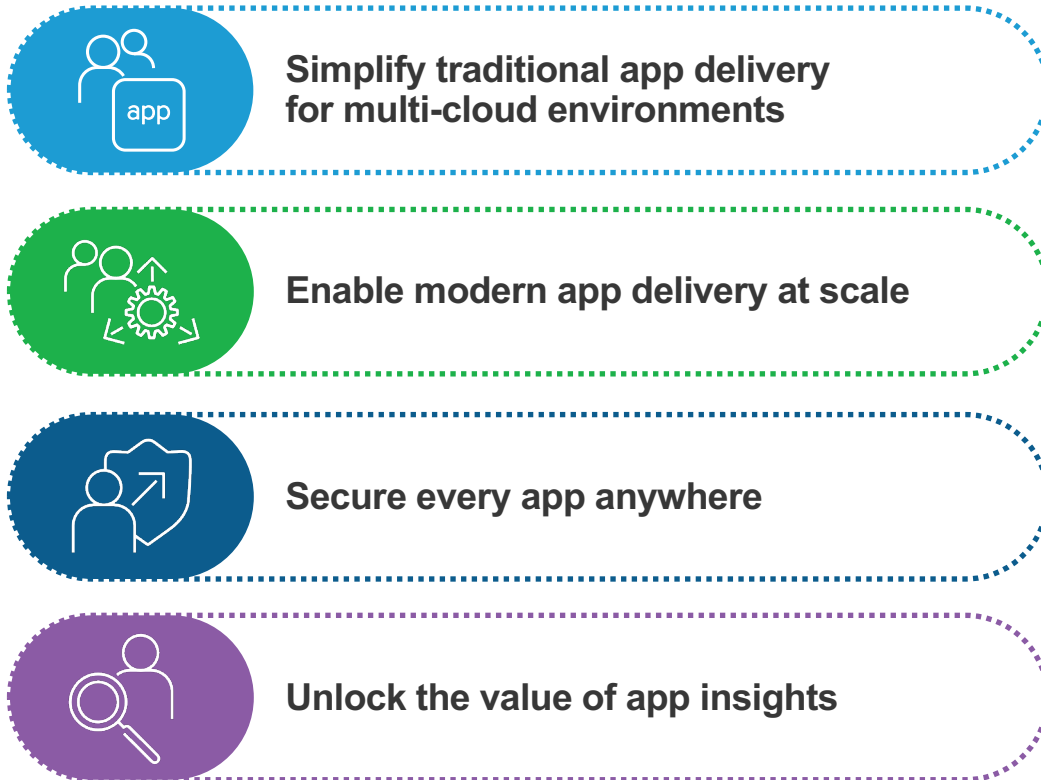 app
Simplify traditional app delivery
for multi-cloud environments
Enable modern app delivery at scale
Secure every app anywhere
Unlock the value of app insights